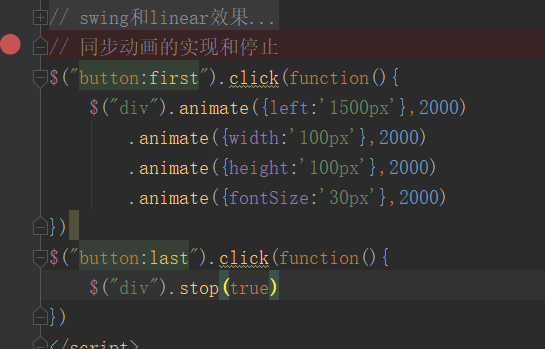 // swing和linear效果...
// 同步动画的实现和停止
$("button:first").click(function(){
$("div").animate({left:'1500px'},2000)
.animate({width:'100px'},2000)
.animate({height:'100px'},2000)
.animate({fontSize:'30px'},2000)
})
$("button:last").click(function(){
$("div").stop(true)
})
</script>